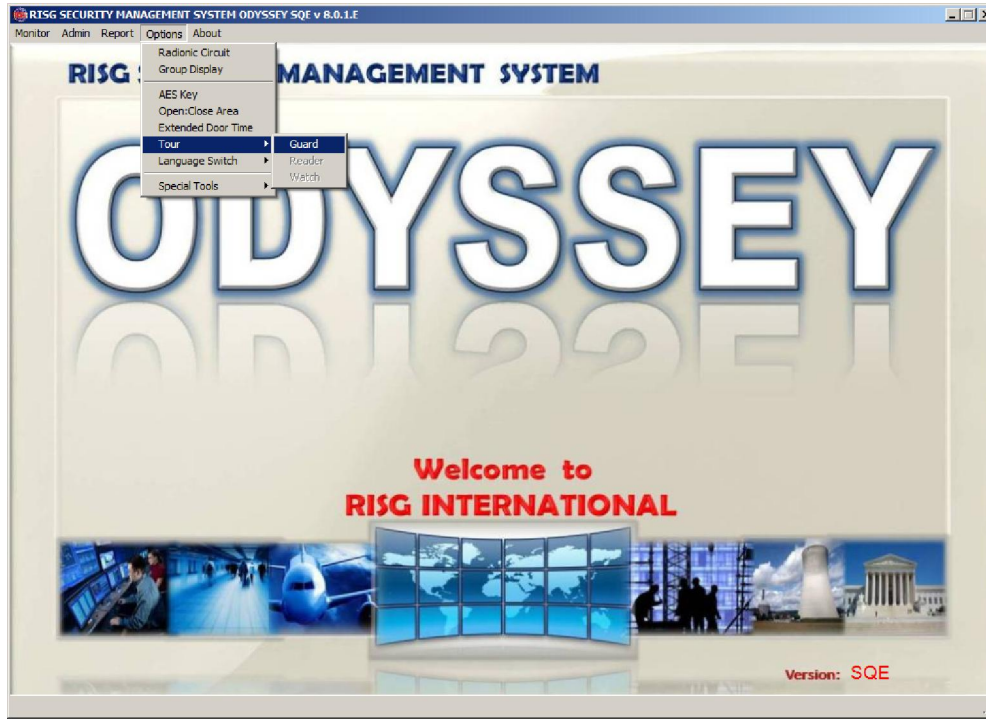 RISG SECURITY MANAGEMENT SYSTEM ODYSSEY SQE v 8.0.1.E
Monitor Admin Report Options About
Radionic Circuit
Group Display
AES Key
Open:Close Area
Extended Door Time
Tour
Language Switch
Special Tools
Guard
Reader
Watch
RISG S MANAGEMENT SYSTEM
ODYSSEY
Welcome to
RISG INTERNATIONAL
Version: SQE